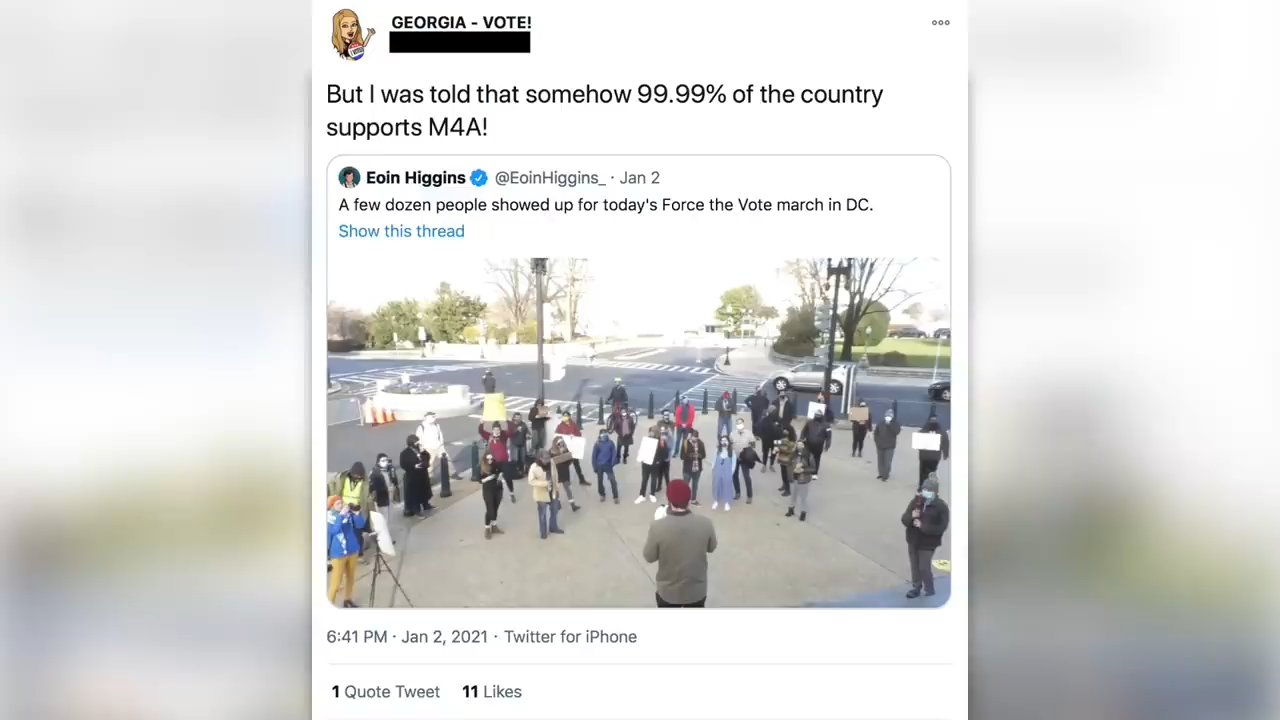 GEORGIA - VOTE!
But I was told that somehow 99.99% of the country
supports M4A!
Eoin Higgins @EoinHiggins_ · Jan 2
A few dozen people showed up for today's Force the Vote march in DC.
Show this thread
6:41 PM · Jan 2, 2021 · Twitter for iPhone
1 Quote Tweet 11 Likes